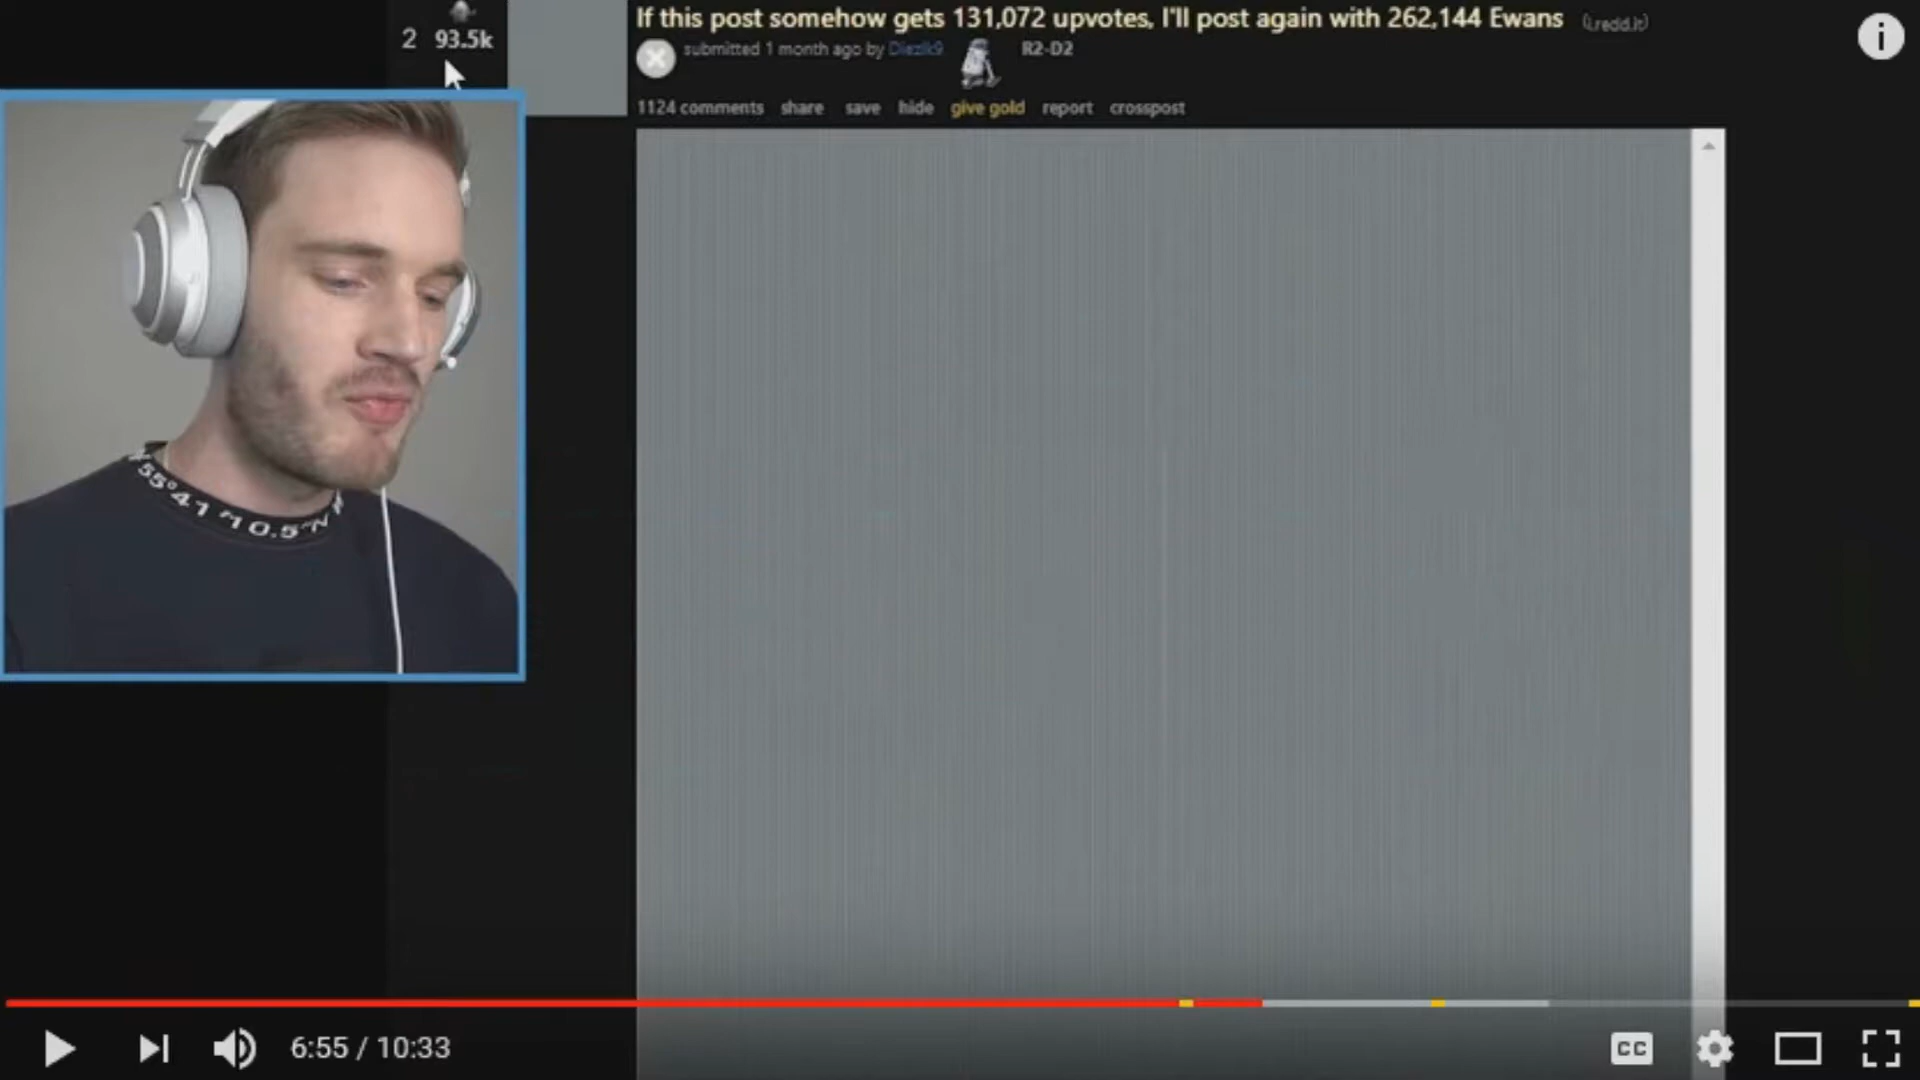 If this post somehow gets 131,072 upvotes, I'll post again with 262,144 Ewans (i.redd.it)
2 93.5k
submitted 1 month ago by Diezik9 R2-D2
1124 comments share save hide give gold report crosspost
55°41'10.5"N
6:55 / 10:33
CC